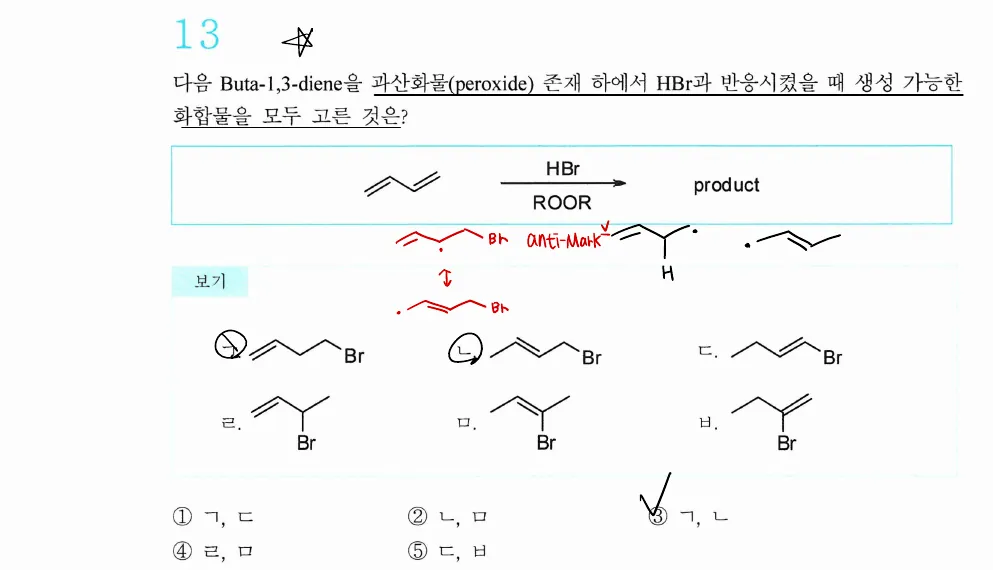 13
다음 Buta-1,3-diene을 과산화물(peroxide) 존재 하에서 HBr과 반응시켰을 때 생성 가능한
화합물을 모두 고른 것은?
HBr
ROOR
product
Br
anti-Mark
H
Br
보기
ㄱ. Br
ㄴ. Br
ㄷ. Br
ㄹ. Br
ㅁ. Br
ㅂ. Br
① ㄱ, ㄷ
② ㄴ, ㅁ
③ ㄱ, ㄴ
④ ㄹ, ㅁ
⑤ ㄷ, ㅂ